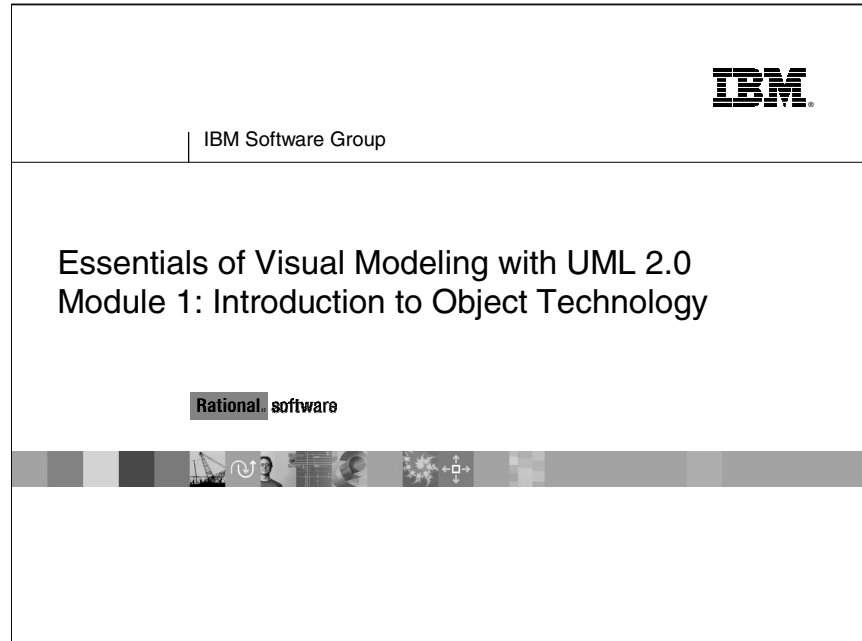 IBM®
IBM Software Group
Essentials of Visual Modeling with UML 2.0
Module 1: Introduction to Object Technology
Rational® software